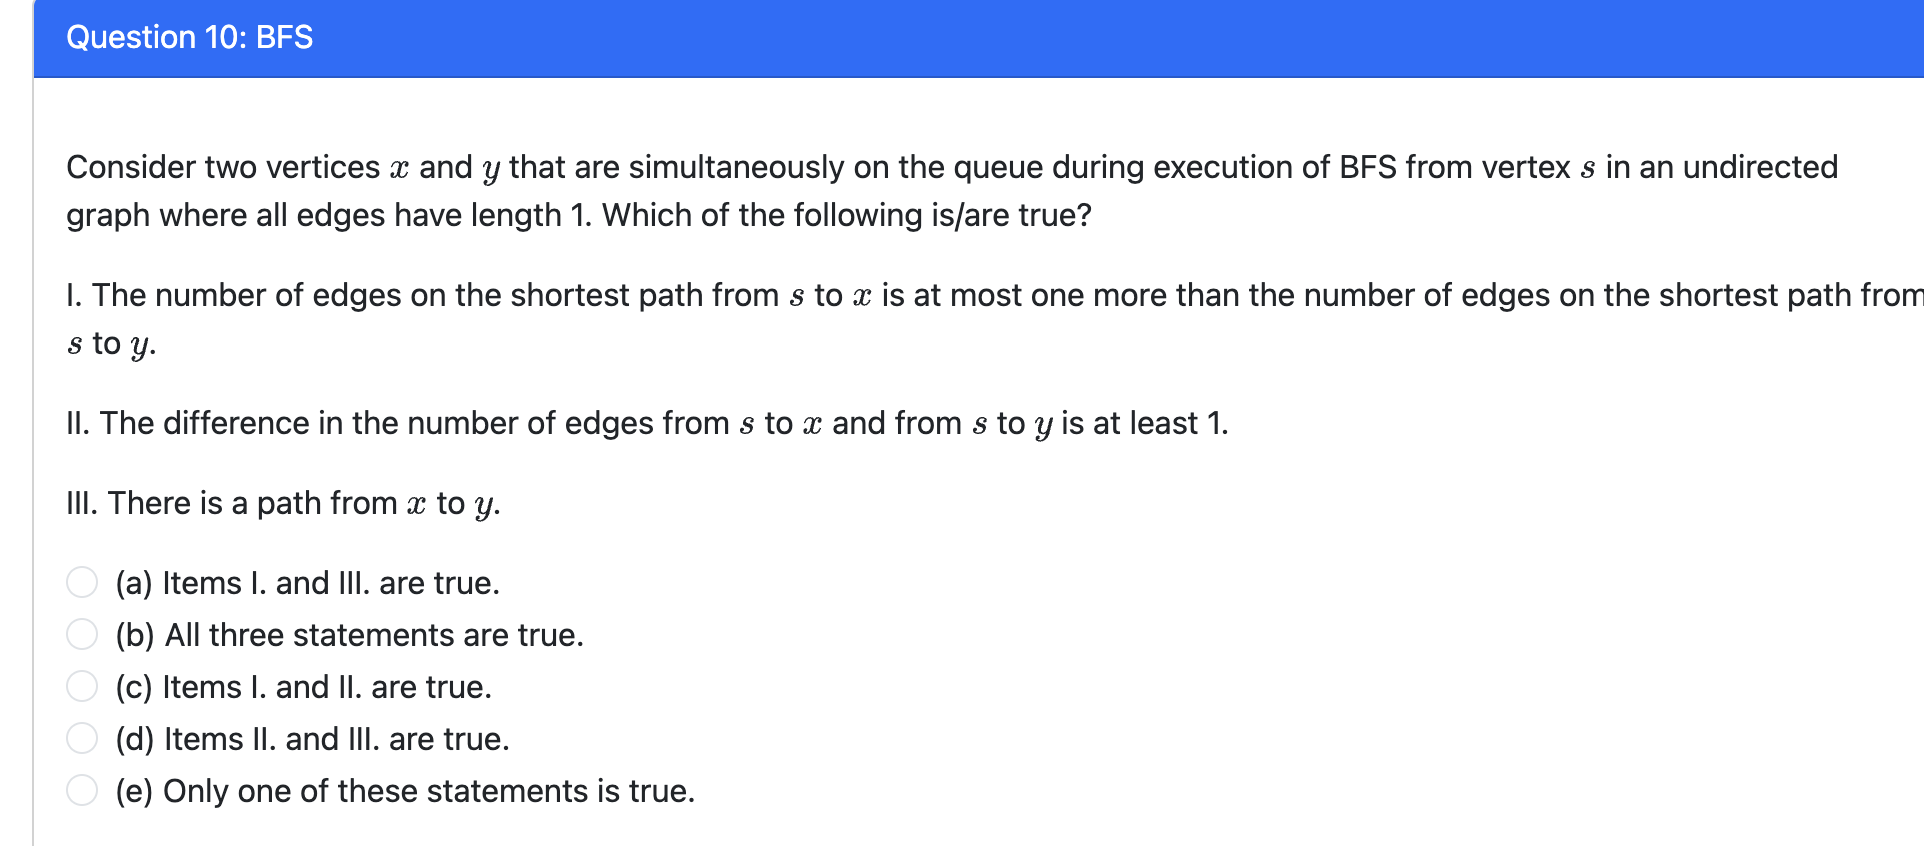 Question 10: BFS
Consider two vertices x and y that are simultaneously on the queue during execution of BFS from vertex s in an undirected
graph where all edges have length 1. Which of the following is/are true?
I. The number of edges on the shortest path from s to x is at most one more than the number of edges on the shortest path from
s to y.
II. The difference in the number of edges from s to x and from s to y is at least 1.
III. There is a path from x to y.
(a) Items I. and III. are true.
(b) All three statements are true.
(c) Items I. and II. are true.
(d) Items II. and III. are true.
(e) Only one of these statements is true.